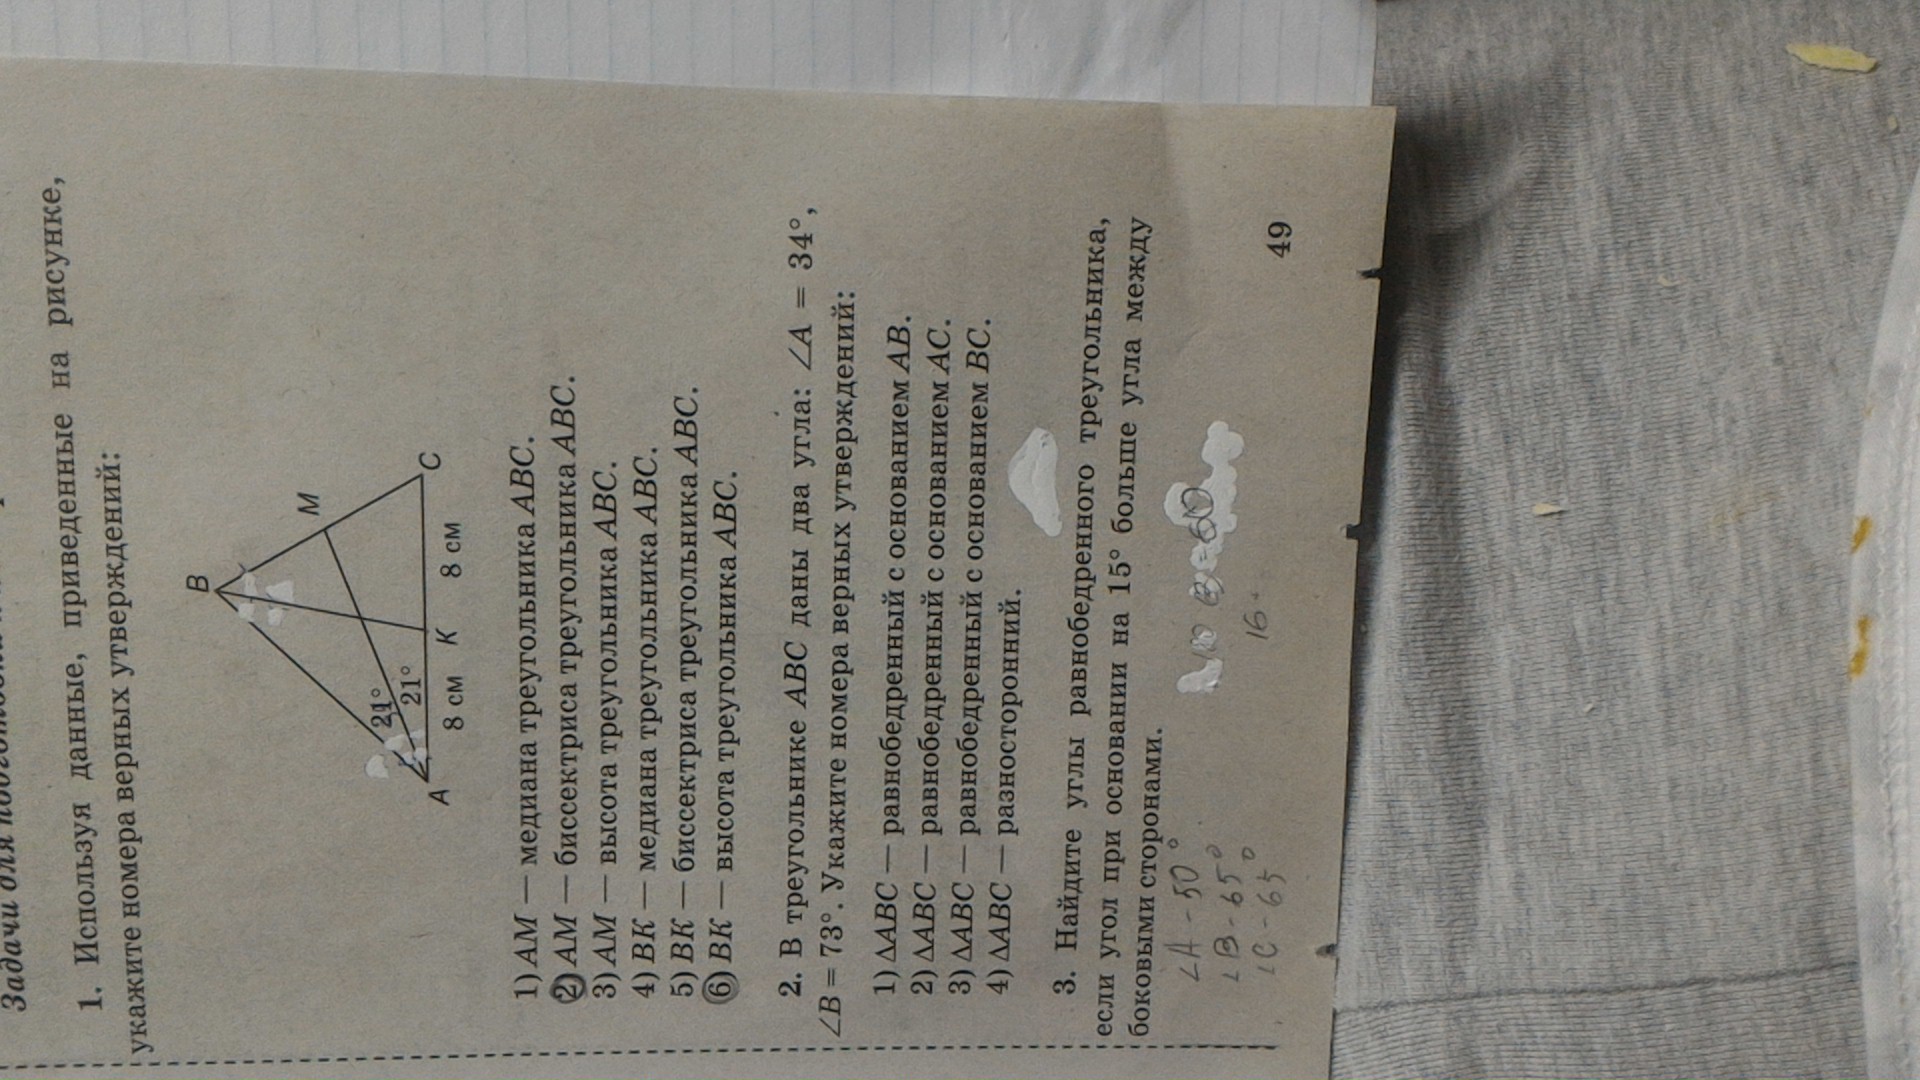 1. Используя данные, приведенные на рисунке,
укажите номера верных утверждений:
B
M
21°
21°
A
8 см
K
8 см
C
1) AM — медиана треугольника ABC.
2) AM — биссектриса треугольника ABC.
3) AM — высота треугольника ABC.
4) BK — медиана треугольника ABC.
5) BK — биссектриса треугольника ABC.
6) BK — высота треугольника ABC.
2. В треугольнике ABC даны два угла: ∠A = 34°,
∠B = 73°. Укажите номера верных утверждений:
1) ΔABC — равнобедренный с основанием AB.
2) ΔABC — равнобедренный с основанием AC.
3) ΔABC — равнобедренный с основанием BC.
4) ΔABC — разносторонний.
3. Найдите углы равнобедренного треугольника,
если угол при основании на 15° больше угла между
боковыми сторонами.
∠A - 50°
∠B - 65°
∠C - 65°
49